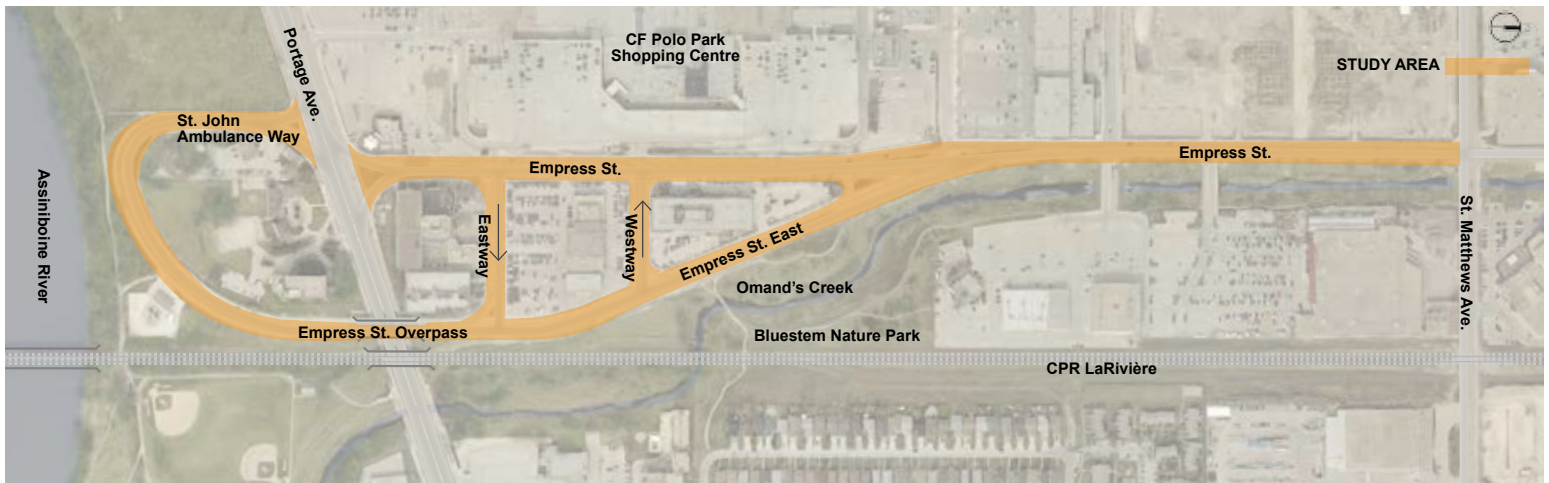 CF Polo Park
Shopping Centre
STUDY AREA
Portage Ave.
St. John
Ambulance Way
Empress St.
Empress St.
Assiniboine River
Eastway
Westway
Empress St. East
St. Matthews Ave.
Omand's Creek
Empress St. Overpass
Bluestem Nature Park
CPR LaRivière